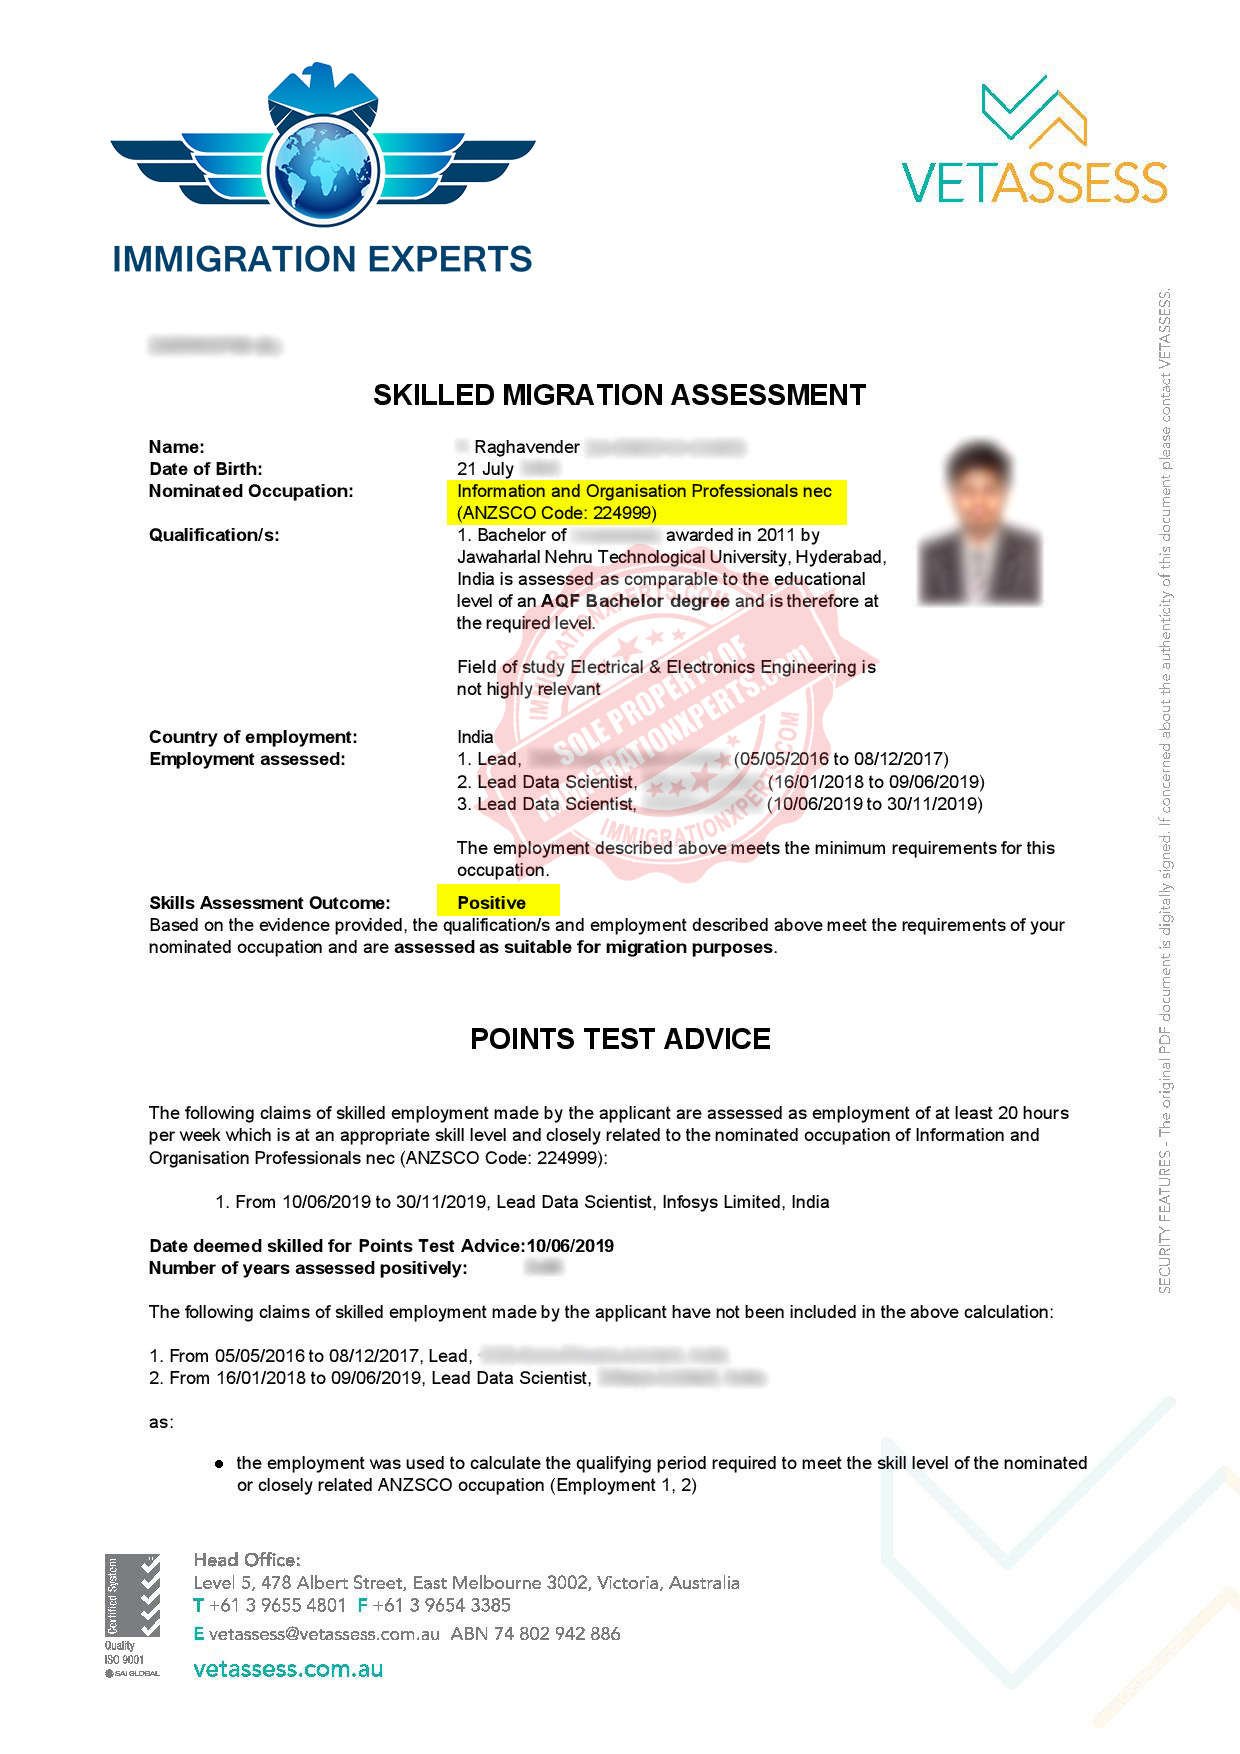 IMMIGRATION EXPERTS
VETASSESS
SKILLED MIGRATION ASSESSMENT
Name: Raghavender
Date of Birth: 21 July
Nominated Occupation: Information and Organisation Professionals nec
(ANZSCO Code: 224999)
Qualification/s: 1. Bachelor of awarded in 2011 by
Jawaharlal Nehru Technological University, Hyderabad,
India is assessed as comparable to the educational
level of an AQF Bachelor degree and is therefore at
the required level.
Field of study Electrical & Electronics Engineering is
not highly relevant
Country of employment: India
Employment assessed: 1. Lead, (05/05/2016 to 08/12/2017)
2. Lead Data Scientist, (16/01/2018 to 09/06/2019)
3. Lead Data Scientist, (10/06/2019 to 30/11/2019)
The employment described above meets the minimum requirements for this
occupation.
IMMIGRATIONXPERTS.COM
SOLE PROPERTY OF
IMMIGRATIONXPERTS.com
IMMIGRATIONXPERTS.COM
Skills Assessment Outcome: Positive
Based on the evidence provided, the qualification/s and employment described above meet the requirements of your
nominated occupation and are assessed as suitable for migration purposes.
POINTS TEST ADVICE
The following claims of skilled employment made by the applicant are assessed as employment of at least 20 hours
per week which is at an appropriate skill level and closely related to the nominated occupation of Information and
Organisation Professionals nec (ANZSCO Code: 224999):
1. From 10/06/2019 to 30/11/2019, Lead Data Scientist, Infosys Limited, India
Date deemed skilled for Points Test Advice:10/06/2019
Number of years assessed positively:
The following claims of skilled employment made by the applicant have not been included in the above calculation:
1. From 05/05/2016 to 08/12/2017, Lead,
2. From 16/01/2018 to 09/06/2019, Lead Data Scientist,
as:
• the employment was used to calculate the qualifying period required to meet the skill level of the nominated
or closely related ANZSCO occupation (Employment 1, 2)
SECURITY FEATURES - The original PDF document is digitally signed. If concerned about the authenticity of this document please contact VETASSESS.
Certified System
Quality
ISO 9001
SAI GLOBAL
Head Office:
Level 5, 478 Albert Street, East Melbourne 3002, Victoria, Australia
T +61 3 9655 4801 F +61 3 9654 3385
E vetassess@vetassess.com.au ABN 74 802 942 886
vetassess.com.au